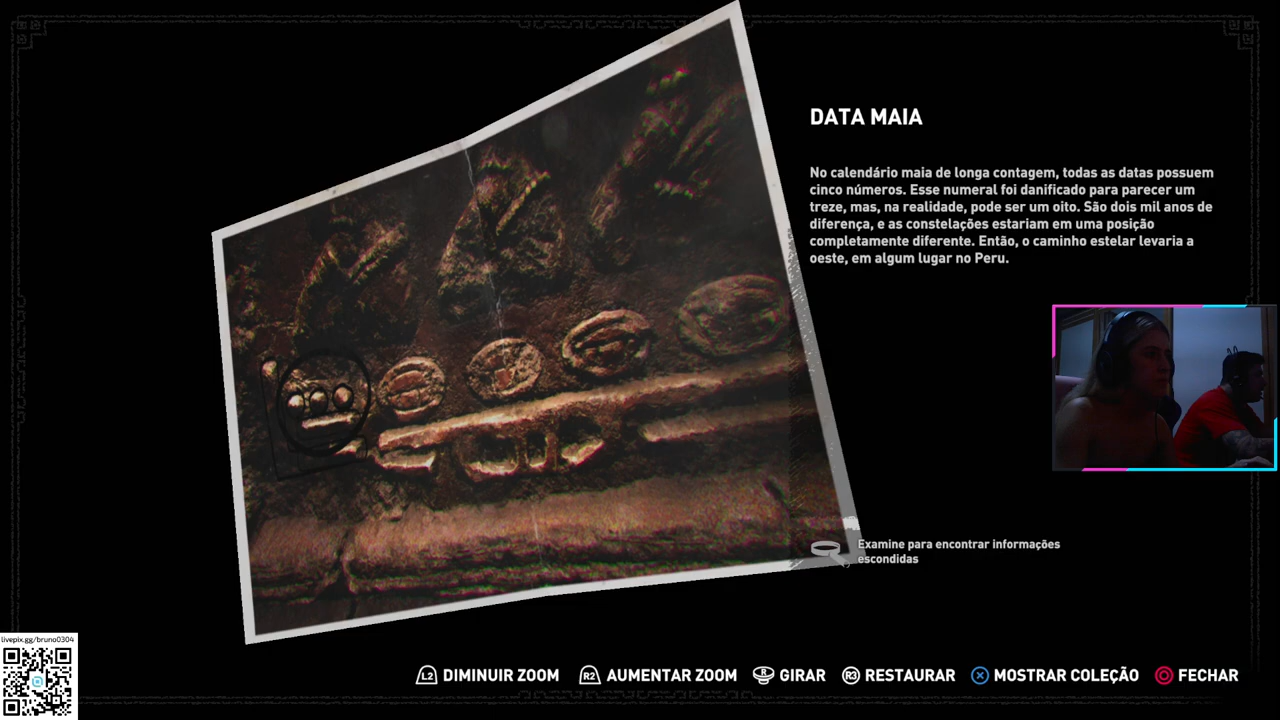 DATA MAIA
No calendário maia de longa contagem, todas as datas possuem
cinco números. Esse numeral foi danificado para parecer um
treze, mas, na realidade, pode ser um oito. São dois mil anos de
diferença, e as constelações estariam em uma posição
completamente diferente. Então, o caminho estelar levaria a
oeste, em algum lugar no Peru.
Examine para encontrar informações
escondidas
livepix.gg/bruno0304
L2 DIMINUIR ZOOM R2 AUMENTAR ZOOM R GIRAR R3 RESTAURAR MOSTRAR COLEÇÃO FECHAR